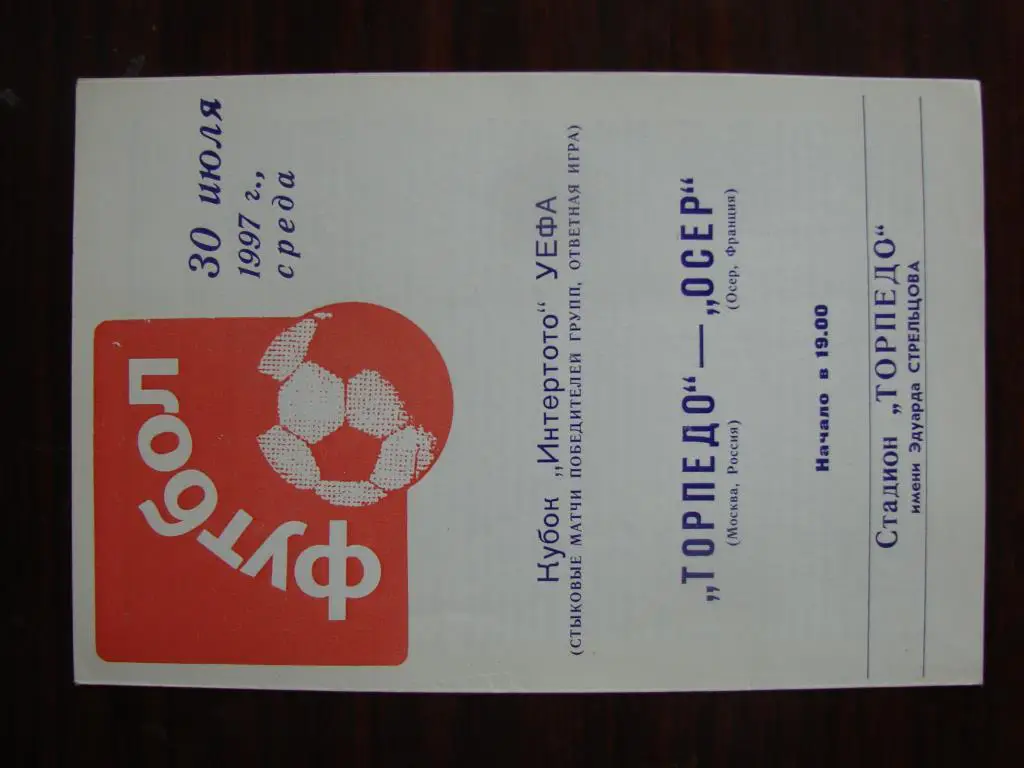 футбол
30 июля
1997 г.,
среда
Кубок „Интертото“ УЕФА
(СТЫКОВЫЕ МАТЧИ ПОБЕДИТЕЛЕЙ ГРУПП, ОТВЕТНАЯ ИГРА)
„ТОРПЕДО“ — „ОСЕР“
(Москва, Россия) (Осер, Франция)
Начало в 19.00
Стадион „ТОРПЕДО“
имени Эдуарда СТРЕЛЬЦОВА